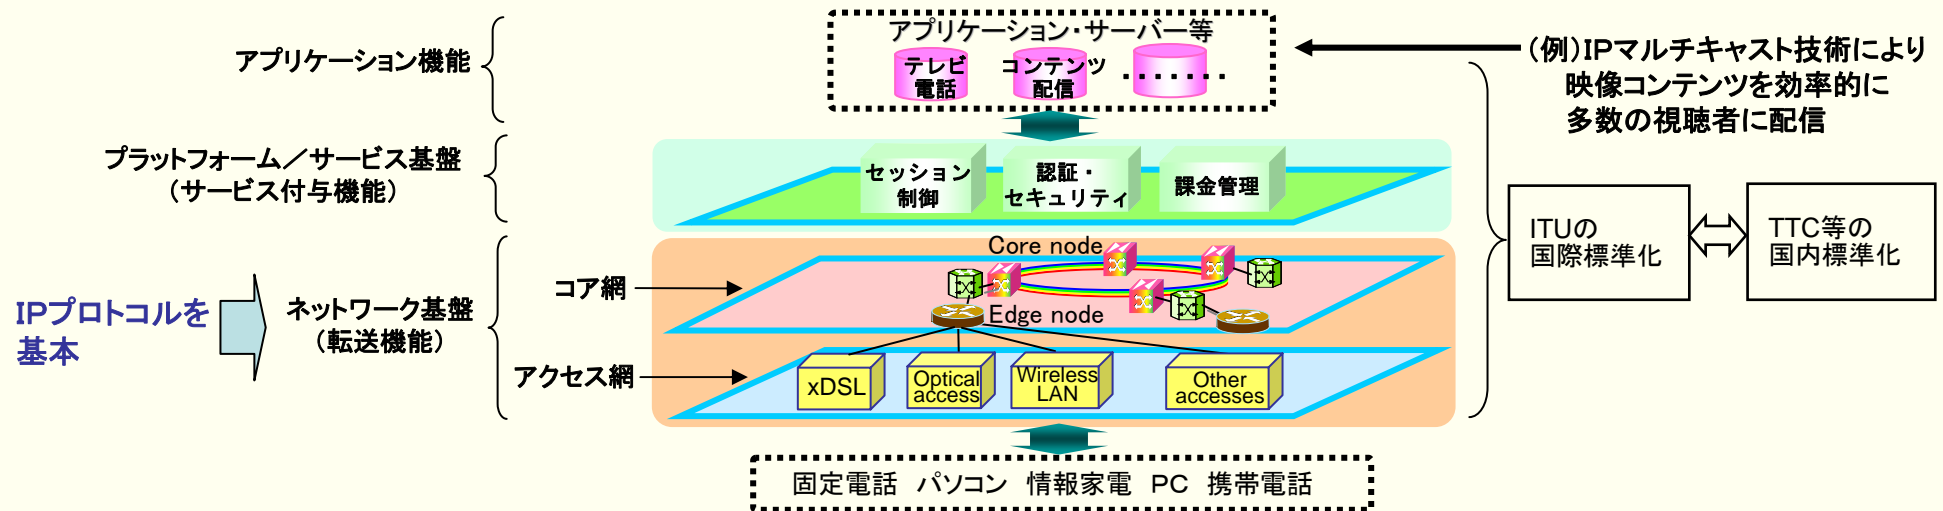 アプリケーション・サーバー等
テレビ
電話
コンテンツ
配信
・・・・・・・
アプリケーション機能
(例)IPマルチキャスト技術により
映像コンテンツを効率的に
多数の視聴者に配信
プラットフォーム／サービス基盤
(サービス付与機能)
セッション
制御
認証・
セキュリティ
課金管理
ITUの
国際標準化
TTC等の
国内標準化
IPプロトコルを
基本
ネットワーク基盤
(転送機能)
コア網
Core node
Edge node
アクセス網
xDSL
Optical
access
Wireless
LAN
Other
accesses
固定電話　パソコン　情報家電　PC　携帯電話